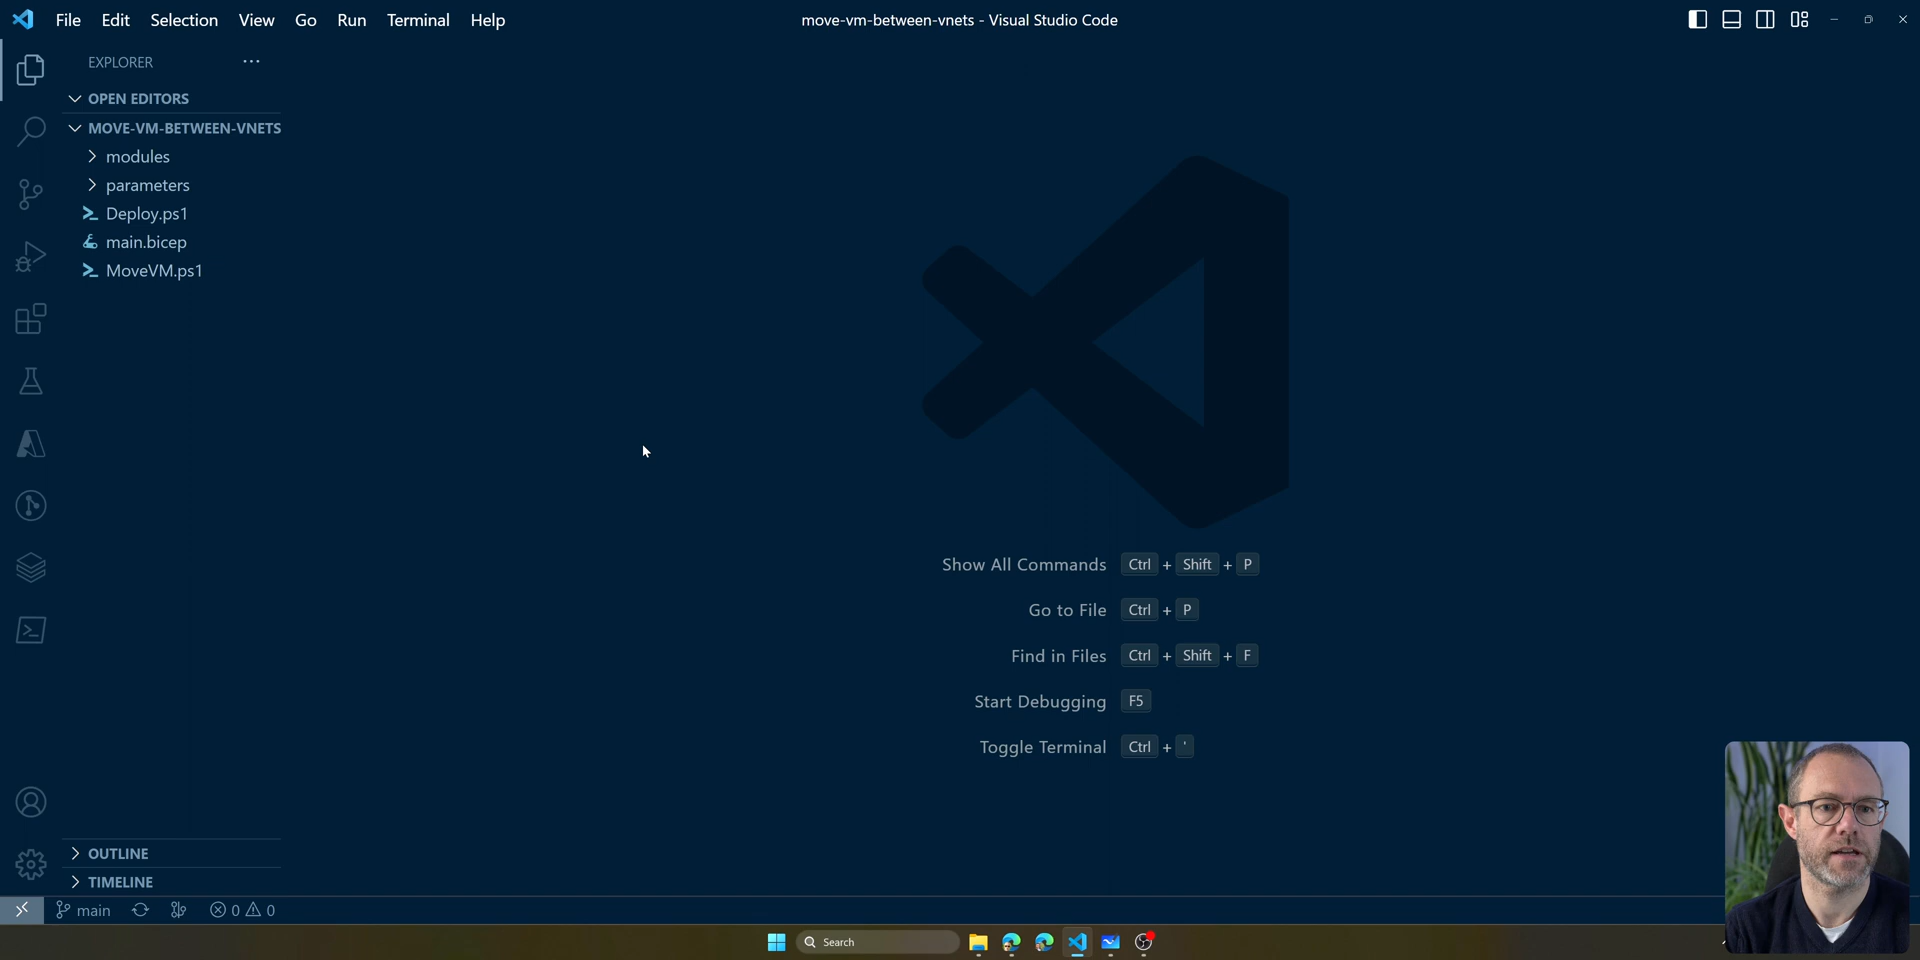 File Edit Selection View Go Run Terminal Help
move-vm-between-vnets - Visual Studio Code
EXPLORER
OPEN EDITORS
MOVE-VM-BETWEEN-VNETS
modules
parameters
Deploy.ps1
main.bicep
MoveVM.ps1
Show All Commands Ctrl + Shift + P
Go to File Ctrl + P
Find in Files Ctrl + Shift + F
Start Debugging F5
Toggle Terminal Ctrl + '
OUTLINE
TIMELINE
main 0 0
Search